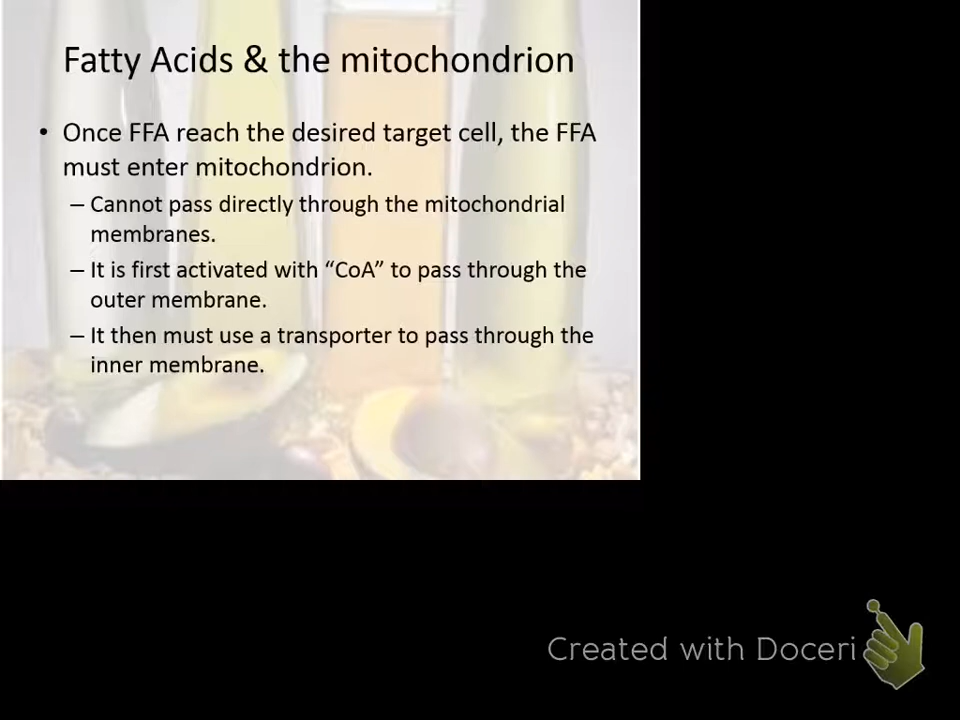 Fatty Acids & the mitochondrion
• Once FFA reach the desired target cell, the FFA
must enter mitochondrion.
– Cannot pass directly through the mitochondrial
membranes.
– It is first activated with “CoA” to pass through the
outer membrane.
– It then must use a transporter to pass through the
inner membrane.
Created with Doceri